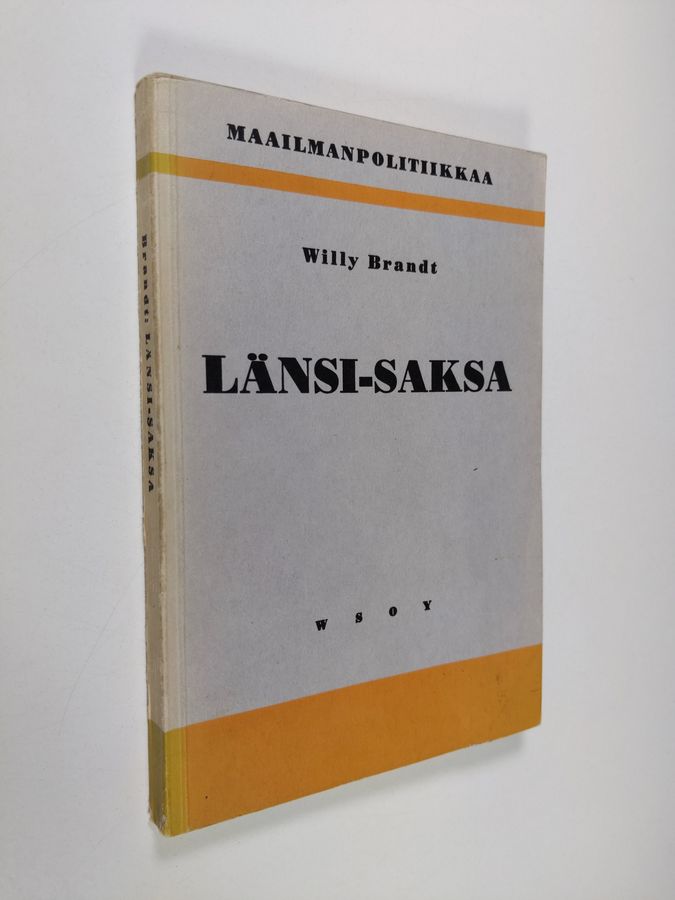 MAAILMANPOLITIIKKAA
Willy Brandt
LÄNSI-SAKSA
W S O Y
Brandt: LÄNSI-SAKSA